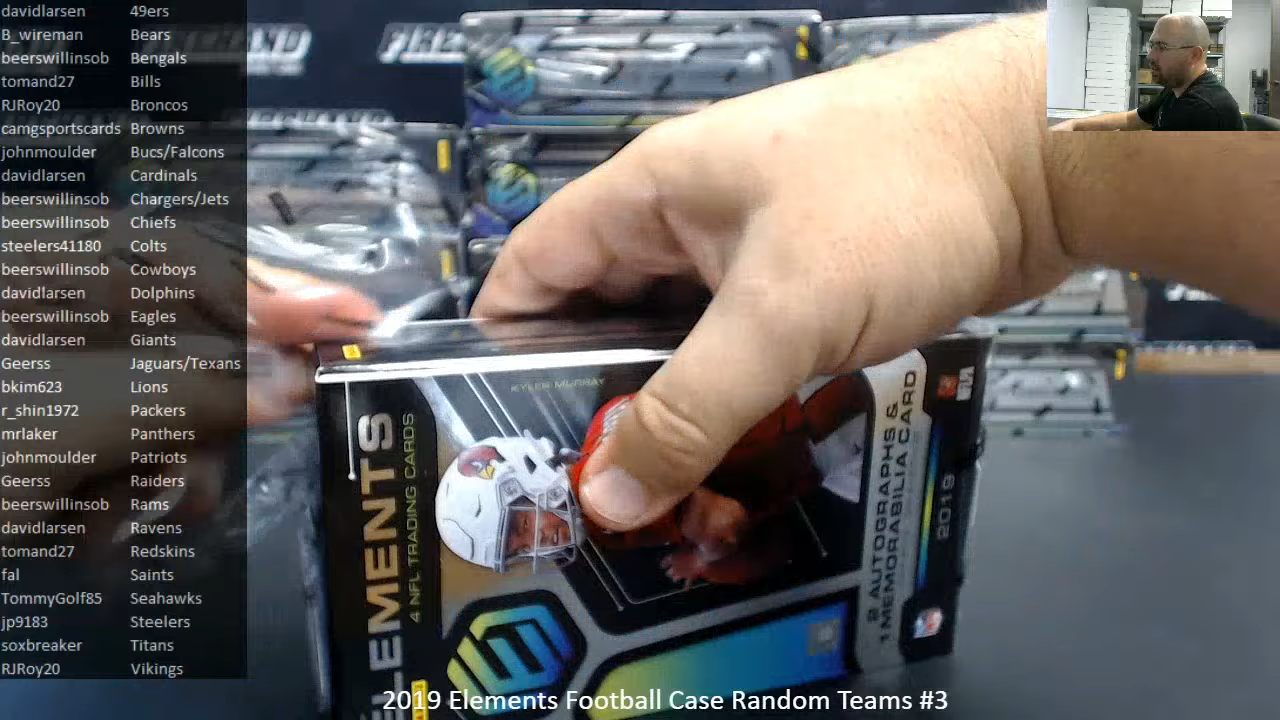 davidlarsen 49ers
B_wireman Bears
beerswillinsob Bengals
tomand27 Bills
RJRoy20 Broncos
camgsportscards Browns
johnmoulder Bucs/Falcons
davidlarsen Cardinals
beerswillinsob Chargers/Jets
beerswillinsob Chiefs
steelers41180 Colts
beerswillinsob Cowboys
davidlarsen Dolphins
beerswillinsob Eagles
davidlarsen Giants
Geerss Jaguars/Texans
bkim623 Lions
r_shin1972 Packers
mrlaker Panthers
johnmoulder Patriots
Geerss Raiders
beerswillinsob Rams
davidlarsen Ravens
tomand27 Redskins
fal Saints
TommyGolf85 Seahawks
jp9183 Steelers
soxbreaker Titans
RJRoy20 Vikings
KYLER MURRAY
ELEMENTS
4 NFL TRADING CARDS
2 AUTOGRAPHS &
1 MEMORABILIA CARD
2019
2019 Elements Football Case Random Teams #3